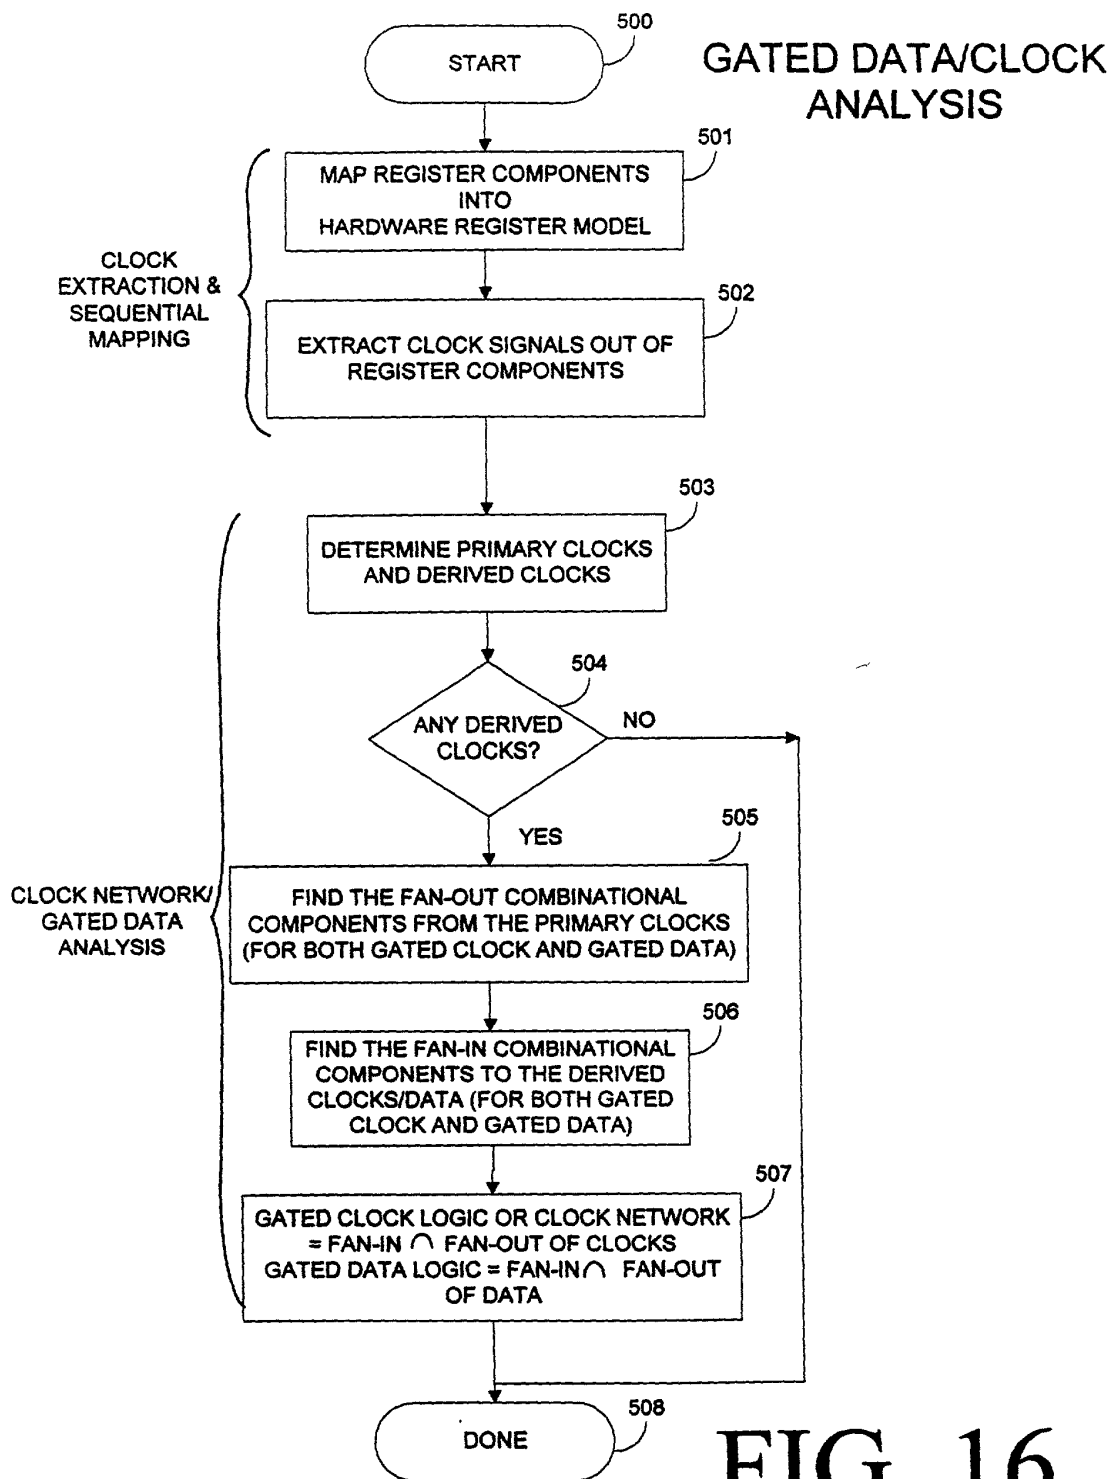 500
START
GATED DATA/CLOCK
ANALYSIS
501
MAP REGISTER COMPONENTS
INTO
HARDWARE REGISTER MODEL
CLOCK
EXTRACTION &
SEQUENTIAL
MAPPING
502
EXTRACT CLOCK SIGNALS OUT OF
REGISTER COMPONENTS
503
DETERMINE PRIMARY CLOCKS
AND DERIVED CLOCKS
504
ANY DERIVED
CLOCKS?
NO
YES
505
FIND THE FAN-OUT COMBINATIONAL
COMPONENTS FROM THE PRIMARY CLOCKS
(FOR BOTH GATED CLOCK AND GATED DATA)
CLOCK NETWORK/
GATED DATA
ANALYSIS
506
FIND THE FAN-IN COMBINATIONAL
COMPONENTS TO THE DERIVED
CLOCKS/DATA (FOR BOTH GATED
CLOCK AND GATED DATA)
507
GATED CLOCK LOGIC OR CLOCK NETWORK
= FAN-IN ∩ FAN-OUT OF CLOCKS
GATED DATA LOGIC = FAN-IN ∩ FAN-OUT
OF DATA
508
DONE
FIG. 16